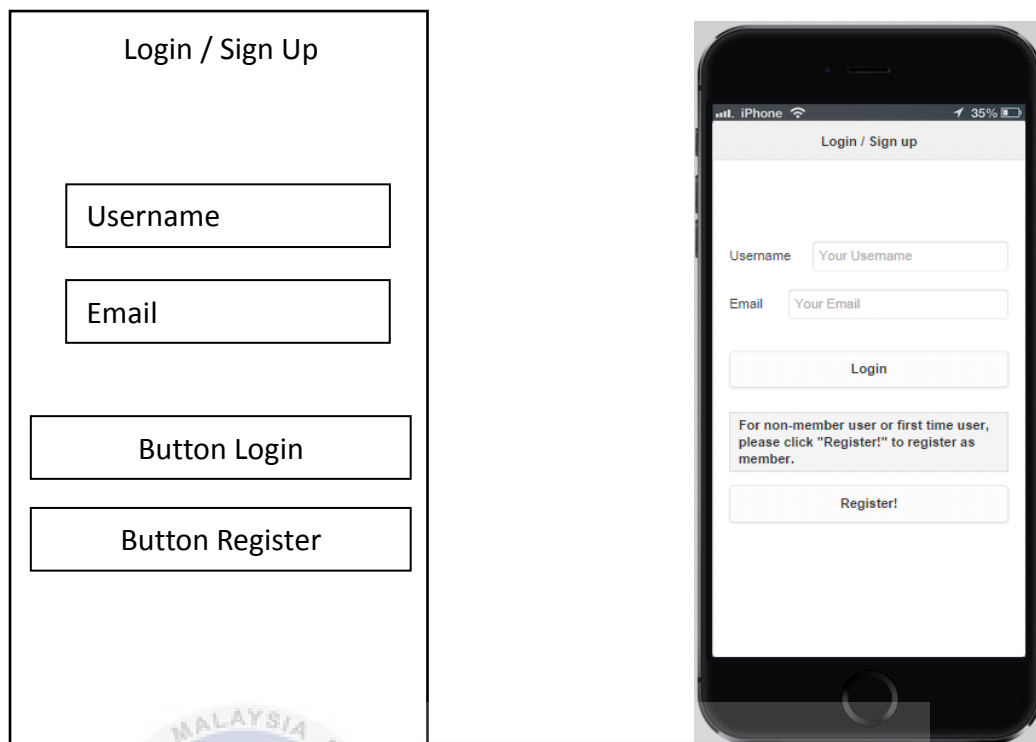 Login / Sign Up
Username
Email
Button Login
Button Register
MALAYSIA
iPhone 35%
Login / Sign up
Username Your Username
Email Your Email
Login
For non-member user or first time user,
please click "Register!" to register as
member.
Register!